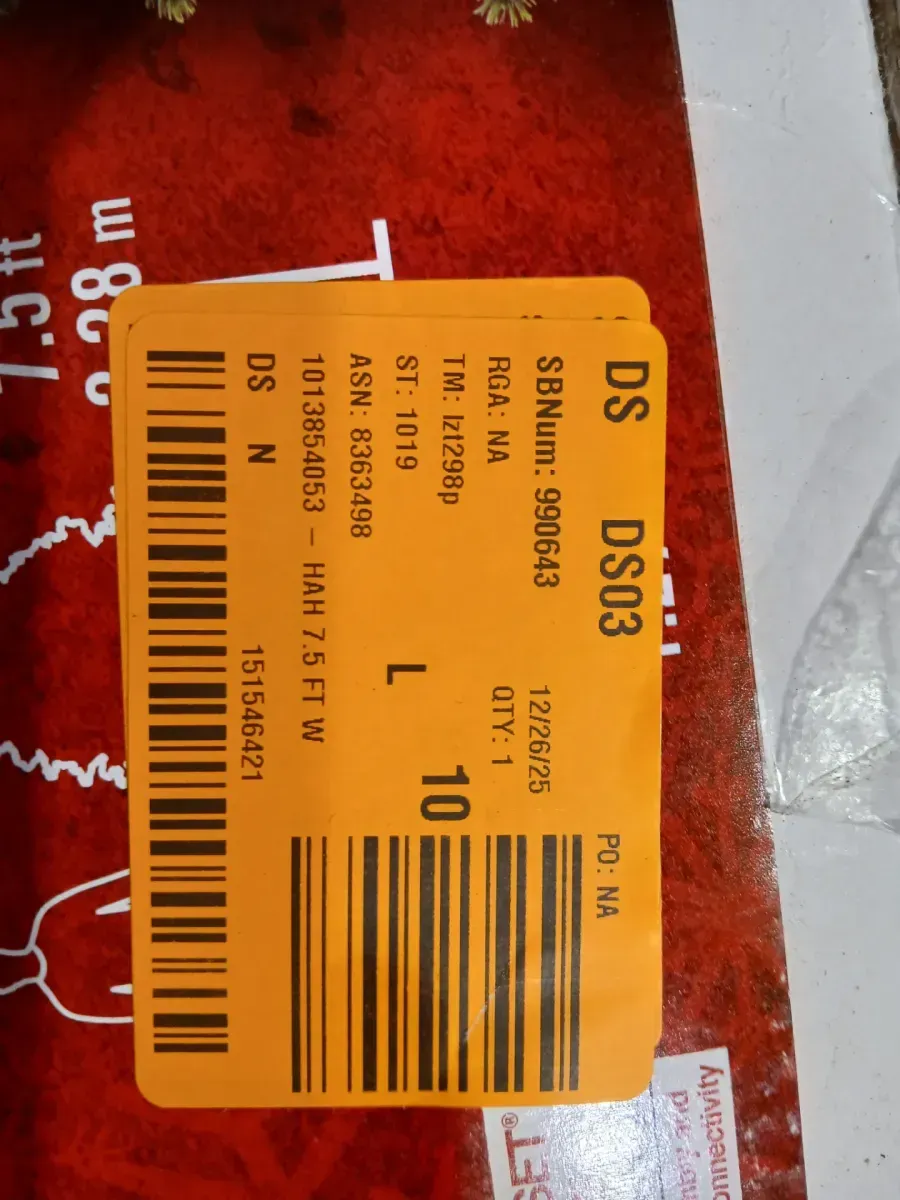 DS DS03 PO: NA
SBNum: 990643 12/26/25
RGA: NA QTY: 1
TM: lzt298p 10
ST: 1019 L
ASN: 8363498
1013854053 – HAH 7.5 FT W
DS N 151546421
7.5 ft
2.28 m